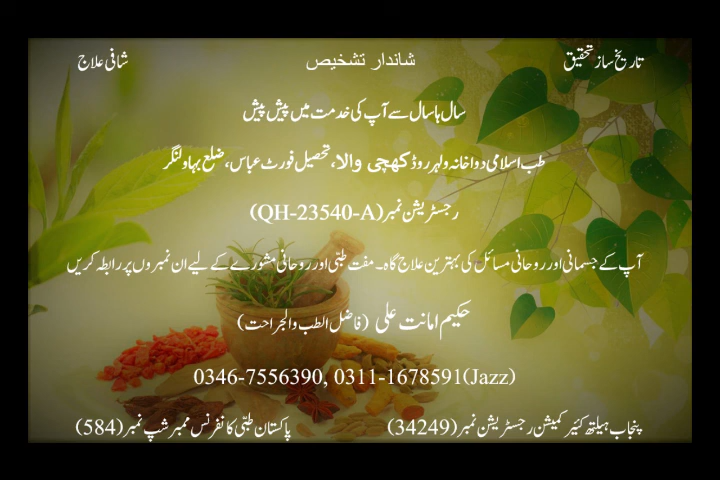 تاریخ ساز تحقیق شاندار تشخیص شافی علاج
سال ہا سال سے آپ کی خدمت میں پیش پیش
طب اسلامی دواخانہ ولہر روڈ کھچی والا، تحصیل فورٹ عباس، ضلع بہاولنگر
رجسٹریشن نمبر (QH-23540-A)
آپ کے جسمانی اور روحانی مسائل کی بہترین علاج گاہ۔ مفت طبّی اور روحانی مشورے کے لیے ان نمبروں پر رابطہ کریں
حکیم امانت علی (فاضل الطب والجراحت)
0346-7556390, 0311-1678591(Jazz)
پنجاب ہیلتھ کئیر کمیشن رجسٹریشن نمبر (34249) پاکستان طبّی کانفرنس ممبر شپ نمبر (584)